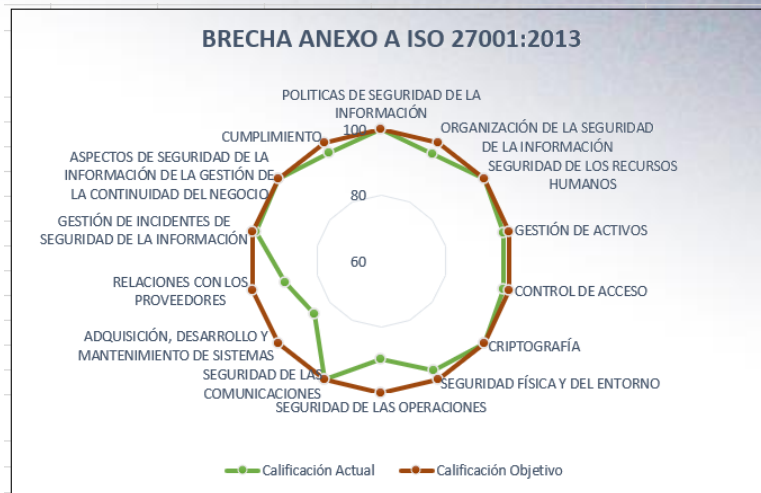 BRECHA ANEXO A ISO 27001:2013
POLITICAS DE SEGURIDAD DE LA
INFORMACIÓN
ORGANIZACIÓN DE LA SEGURIDAD
DE LA INFORMACIÓN
SEGURIDAD DE LOS RECURSOS
HUMANOS
GESTIÓN DE ACTIVOS
CONTROL DE ACCESO
CRIPTOGRAFÍA
SEGURIDAD FÍSICA Y DEL ENTORNO
SEGURIDAD DE LAS OPERACIONES
SEGURIDAD DE LAS
COMUNICACIONES
ADQUISICIÓN, DESARROLLO Y
MANTENIMIENTO DE SISTEMAS
RELACIONES CON LOS
PROVEEDORES
GESTIÓN DE INCIDENTES DE
SEGURIDAD DE LA INFORMACIÓN
ASPECTOS DE SEGURIDAD DE LA
INFORMACIÓN DE LA GESTIÓN DE
LA CONTINUIDAD DEL NEGOCIO
CUMPLIMIENTO
100
80
60
Calificación Actual
Calificación Objetivo